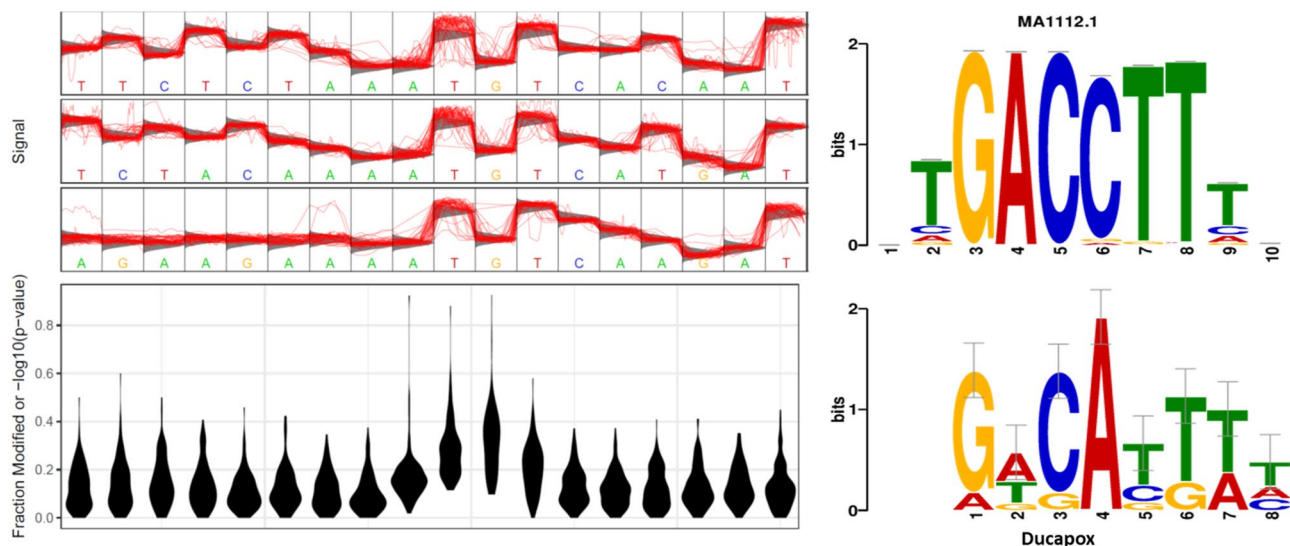 Signal
T T C T C T A A A T G T C A C A A T
T C T A C A A A A T G T C A T G A T
A G A A G A A A A T G T C A A G A T
Fraction Modified or −log10(p-value)
0.8
0.6
0.4
0.2
0.0
MA1112.1
bits
2
1
0
T C A G
G
A
C
C G A
T G
T
T C A G
1 2 3 4 5 6 7 8 9 10
bits
2
1
0
G A
A T G
C G
A
T C G
T G
T A
T A C
1 2 3 4 5 6 7 8
Ducapox